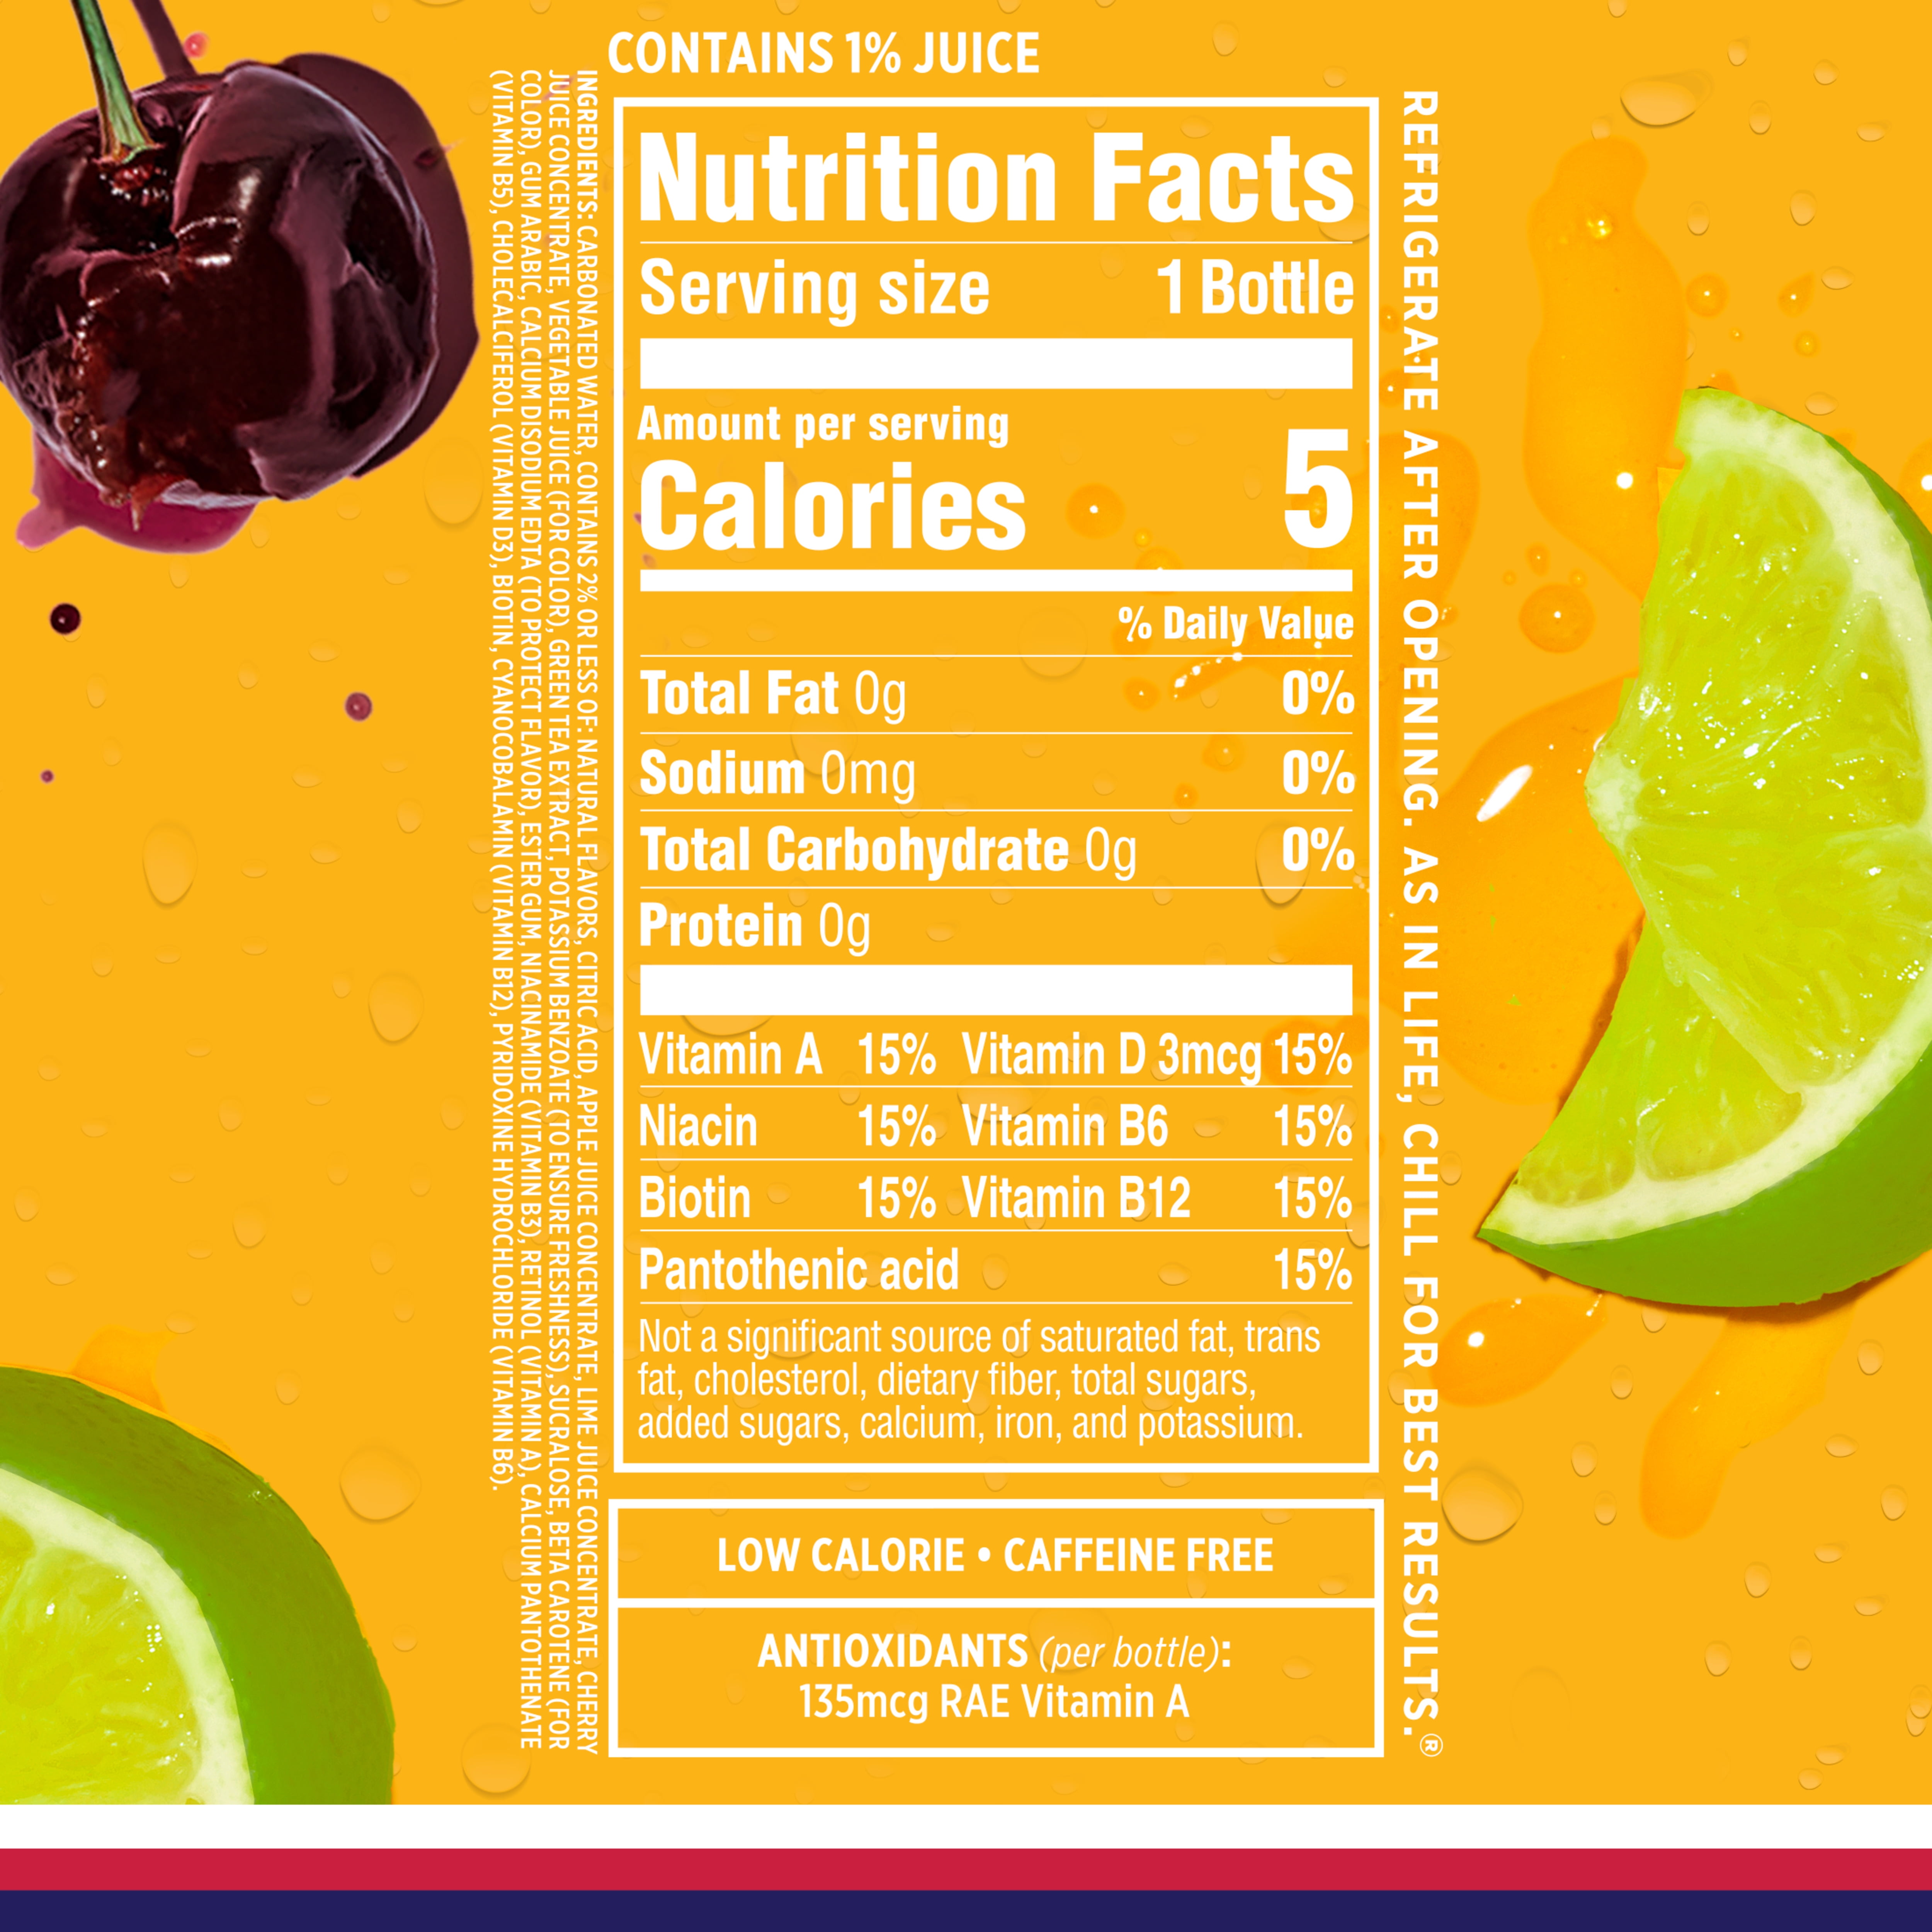 CONTAINS 1% JUICE
INGREDIENTS: CARBONATED WATER, CONTAINS 2% OR LESS OF: NATURAL FLAVORS, CITRIC ACID, APPLE JUICE CONCENTRATE, LIME JUICE CONCENTRATE, CHERRY
JUICE CONCENTRATE, VEGETABLE JUICE (FOR COLOR), GREEN TEA EXTRACT, POTASSIUM BENZOATE (TO ENSURE FRESHNESS), SUCRALOSE, BETA CAROTENE (FOR
COLOR), GUM ARABIC, CALCIUM DISODIUM EDTA (TO PROTECT FLAVOR), ESTER GUM, NIACINAMIDE (VITAMIN B3), RETINOL (VITAMIN A), CALCIUM PANTOTHENATE
(VITAMIN B5), CHOLECALCIFEROL (VITAMIN D3), BIOTIN, CYANOCOBALAMIN (VITAMIN B12), PYRIDOXINE HYDROCHLORIDE (VITAMIN B6).
Nutrition Facts
Serving size 1 Bottle
Amount per serving
Calories 5
% Daily Value
Total Fat 0g 0%
Sodium 0mg 0%
Total Carbohydrate 0g 0%
Protein 0g
Vitamin A 15% Vitamin D 3mcg 15%
Niacin 15% Vitamin B6 15%
Biotin 15% Vitamin B12 15%
Pantothenic acid 15%
Not a significant source of saturated fat, trans
fat, cholesterol, dietary fiber, total sugars,
added sugars, calcium, iron, and potassium.
LOW CALORIE • CAFFEINE FREE
ANTIOXIDANTS (per bottle):
135mcg RAE Vitamin A
REFRIGERATE AFTER OPENING. AS IN LIFE, CHILL FOR BEST RESULTS.®